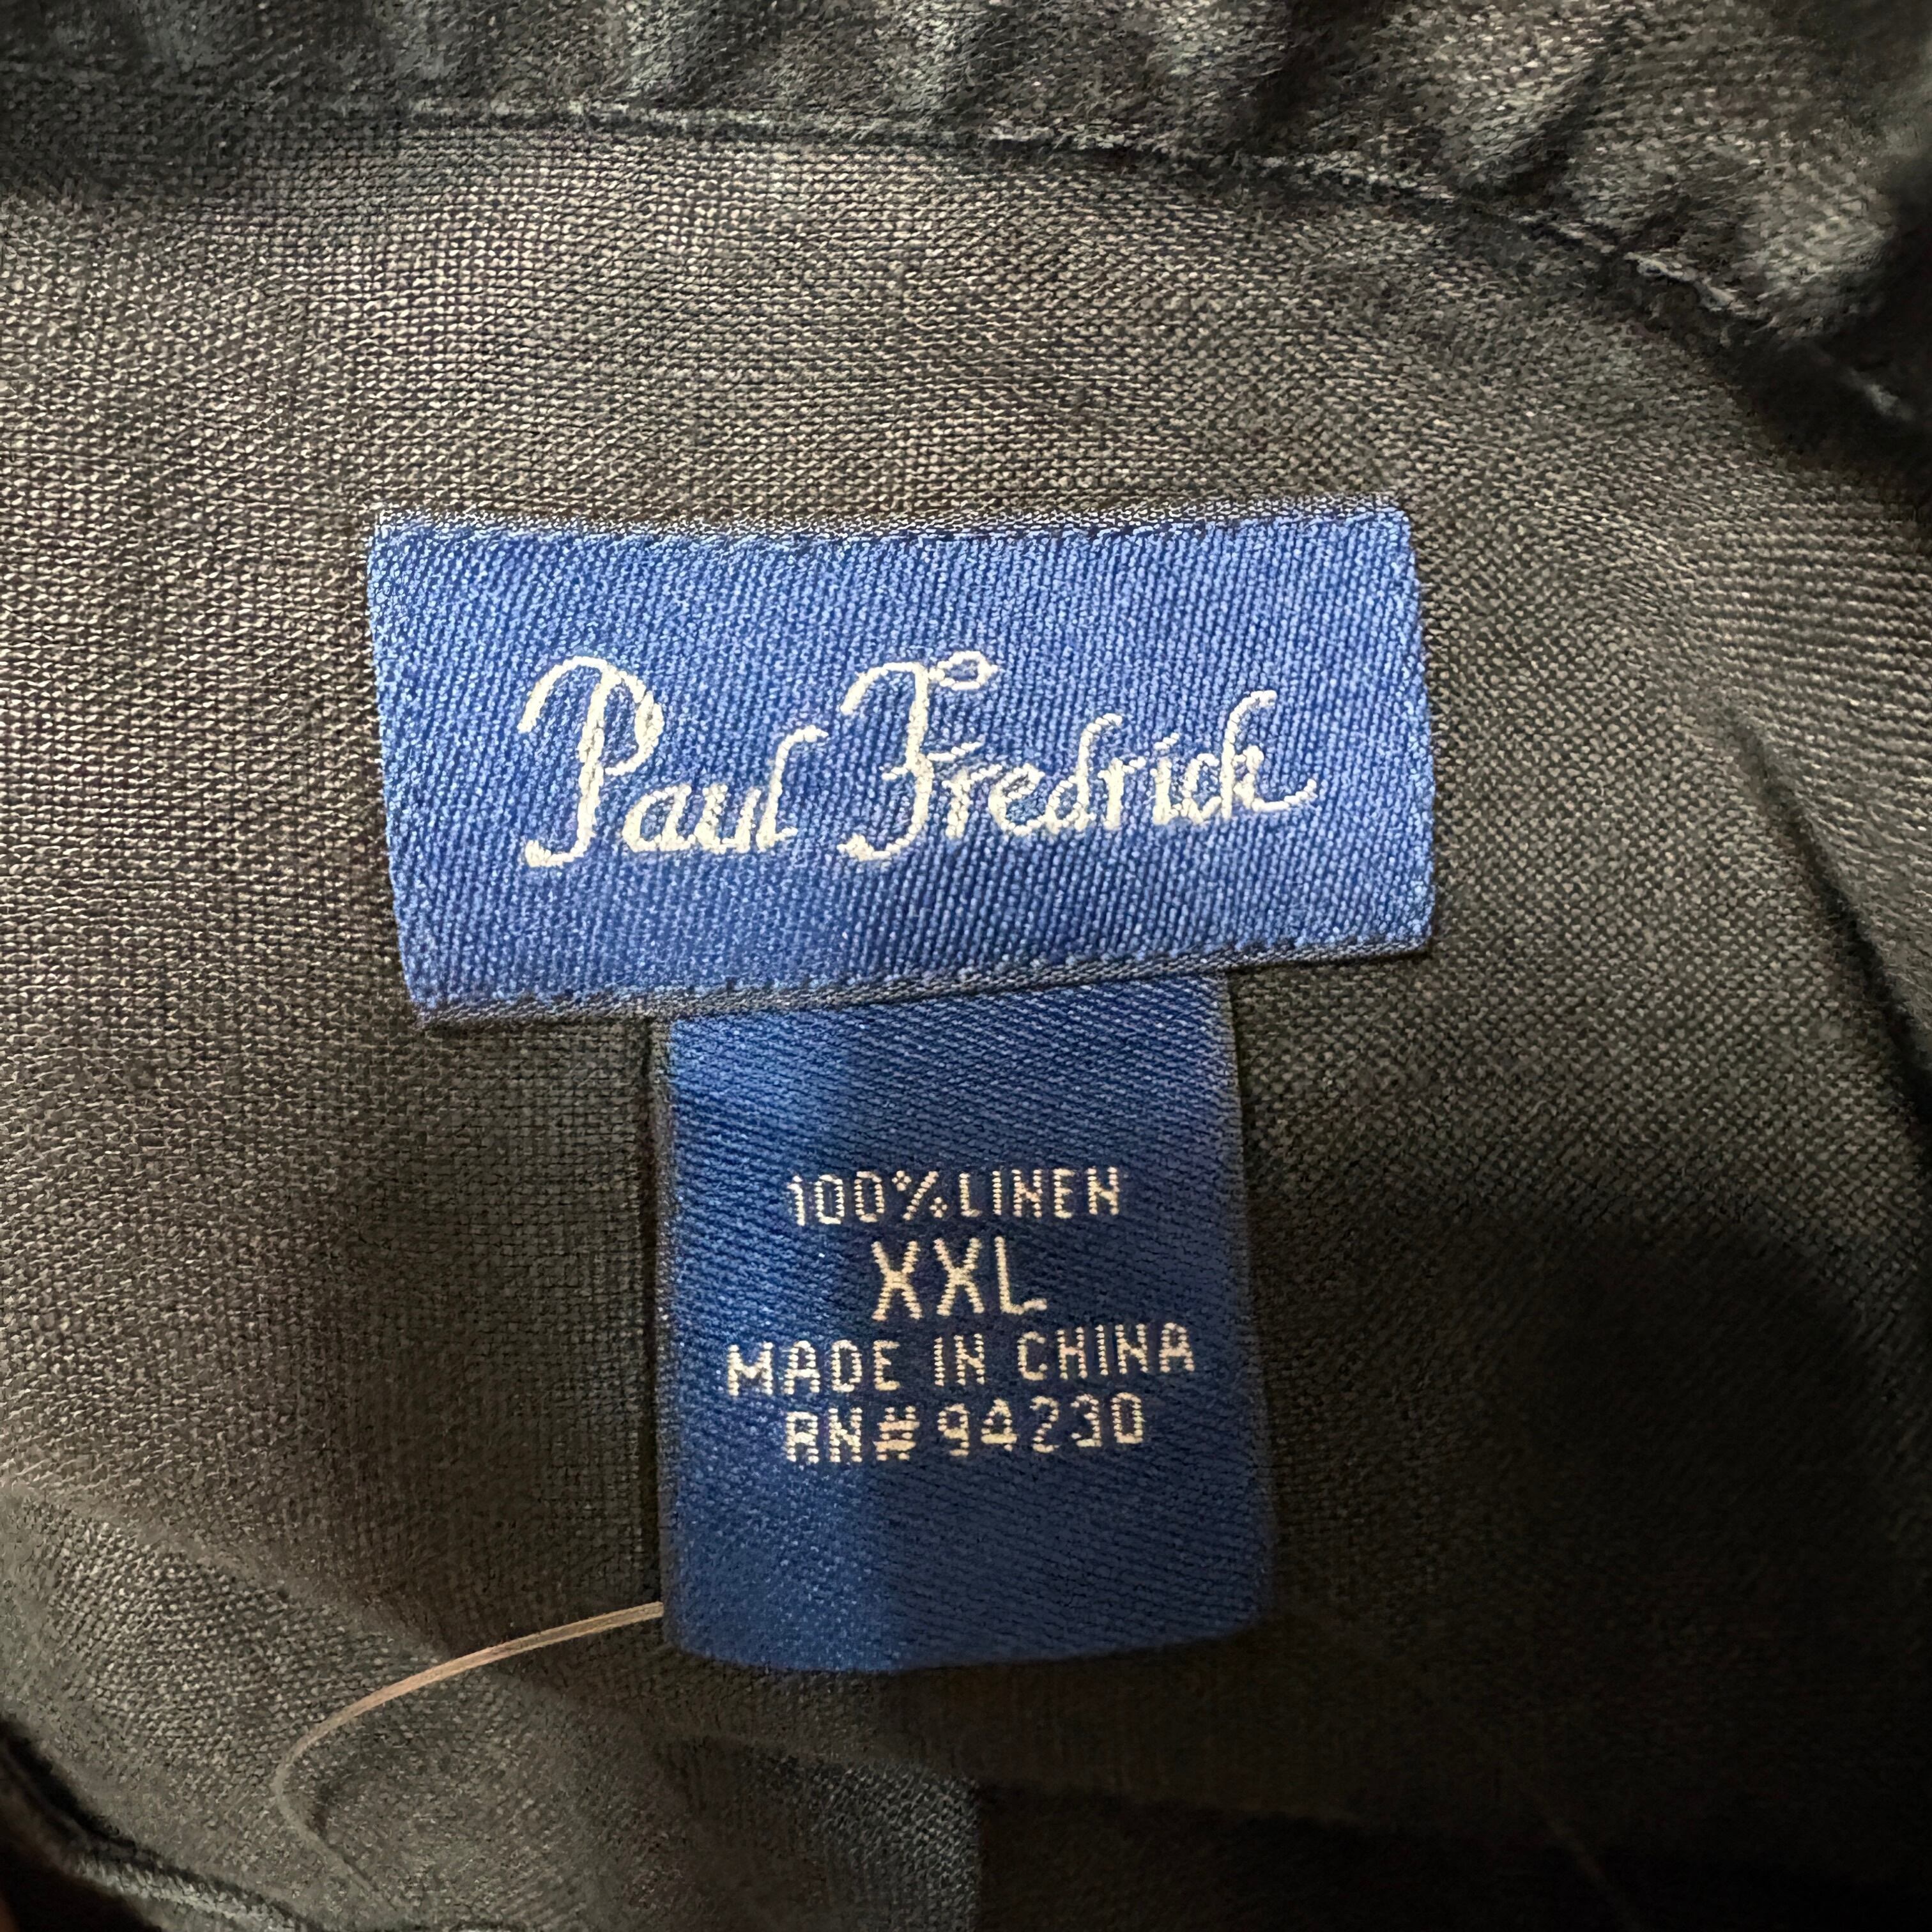 Paul Fredrick
100%LINEN
XXL
MADE IN CHINA
RN#94230